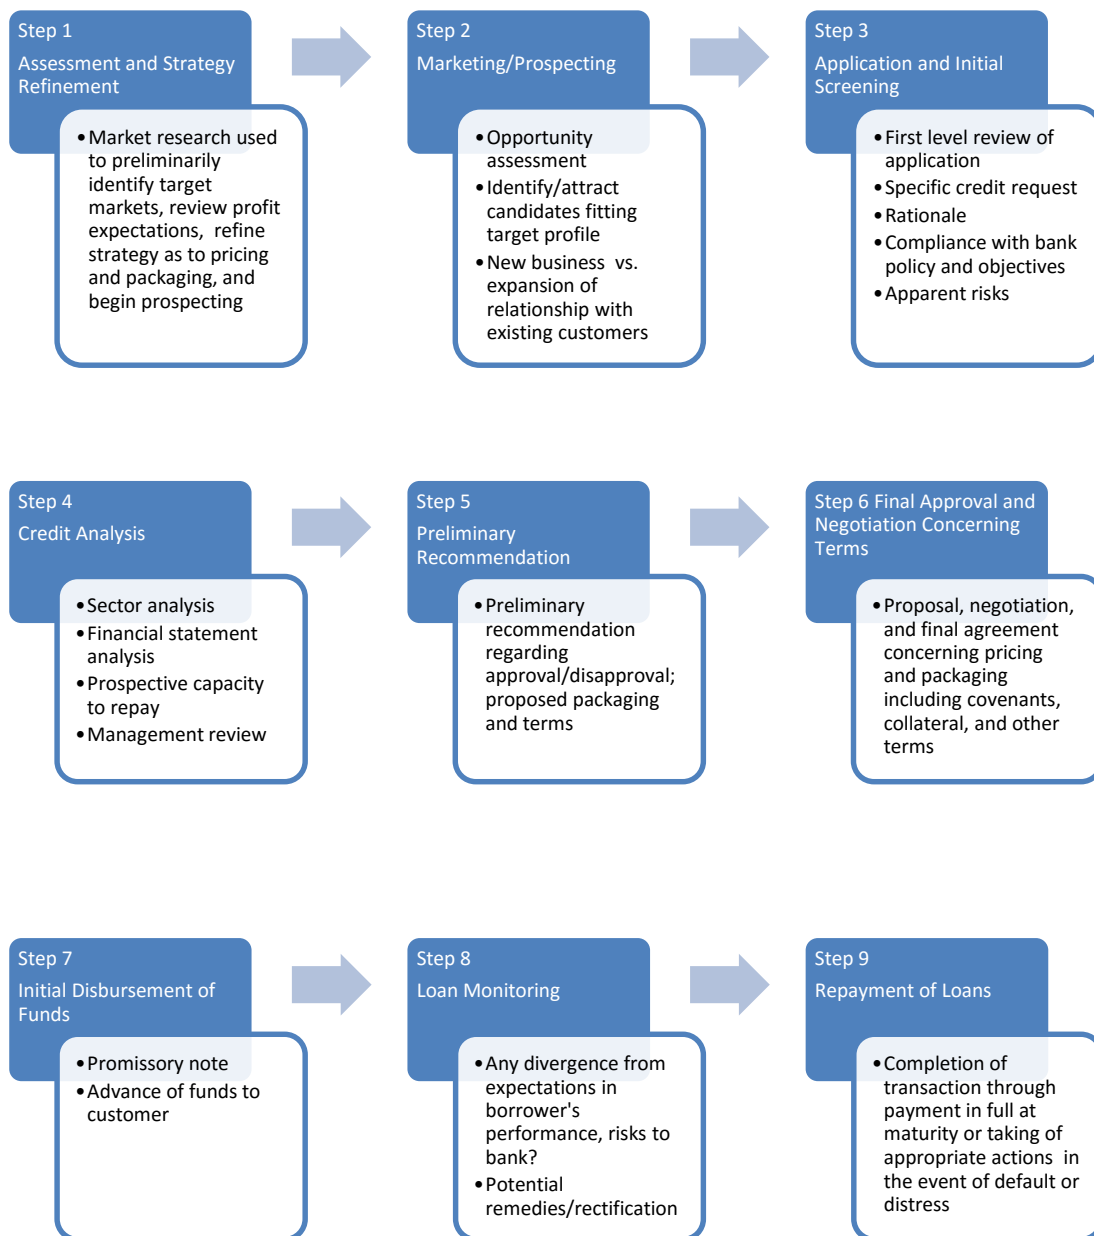 Step 1
Assessment and Strategy
Refinement
•Market research used
to preliminarily
identify target
markets, review profit
expectations, refine
strategy as to pricing
and packaging, and
begin prospecting
Step 2
Marketing/Prospecting
•Opportunity
assessment
•Identify/attract
candidates fitting
target profile
•New business vs.
expansion of
relationship with
existing customers
Step 3
Application and Initial
Screening
•First level review of
application
•Specific credit request
•Rationale
•Compliance with bank
policy and objectives
•Apparent risks
Step 4
Credit Analysis
•Sector analysis
•Financial statement
analysis
•Prospective capacity
to repay
•Management review
Step 5
Preliminary
Recommendation
•Preliminary
recommendation
regarding
approval/disapproval;
proposed packaging
and terms
Step 6 Final Approval and
Negotiation Concerning
Terms
•Proposal, negotiation,
and final agreement
concerning pricing
and packaging
including covenants,
collateral, and other
terms
Step 7
Initial Disbursement of
Funds
•Promissory note
•Advance of funds to
customer
Step 8
Loan Monitoring
•Any divergence from
expectations in
borrower's
performance, risks to
bank?
•Potential
remedies/rectification
Step 9
Repayment of Loans
•Completion of
transaction through
payment in full at
maturity or taking of
appropriate actions in
the event of default or
distress